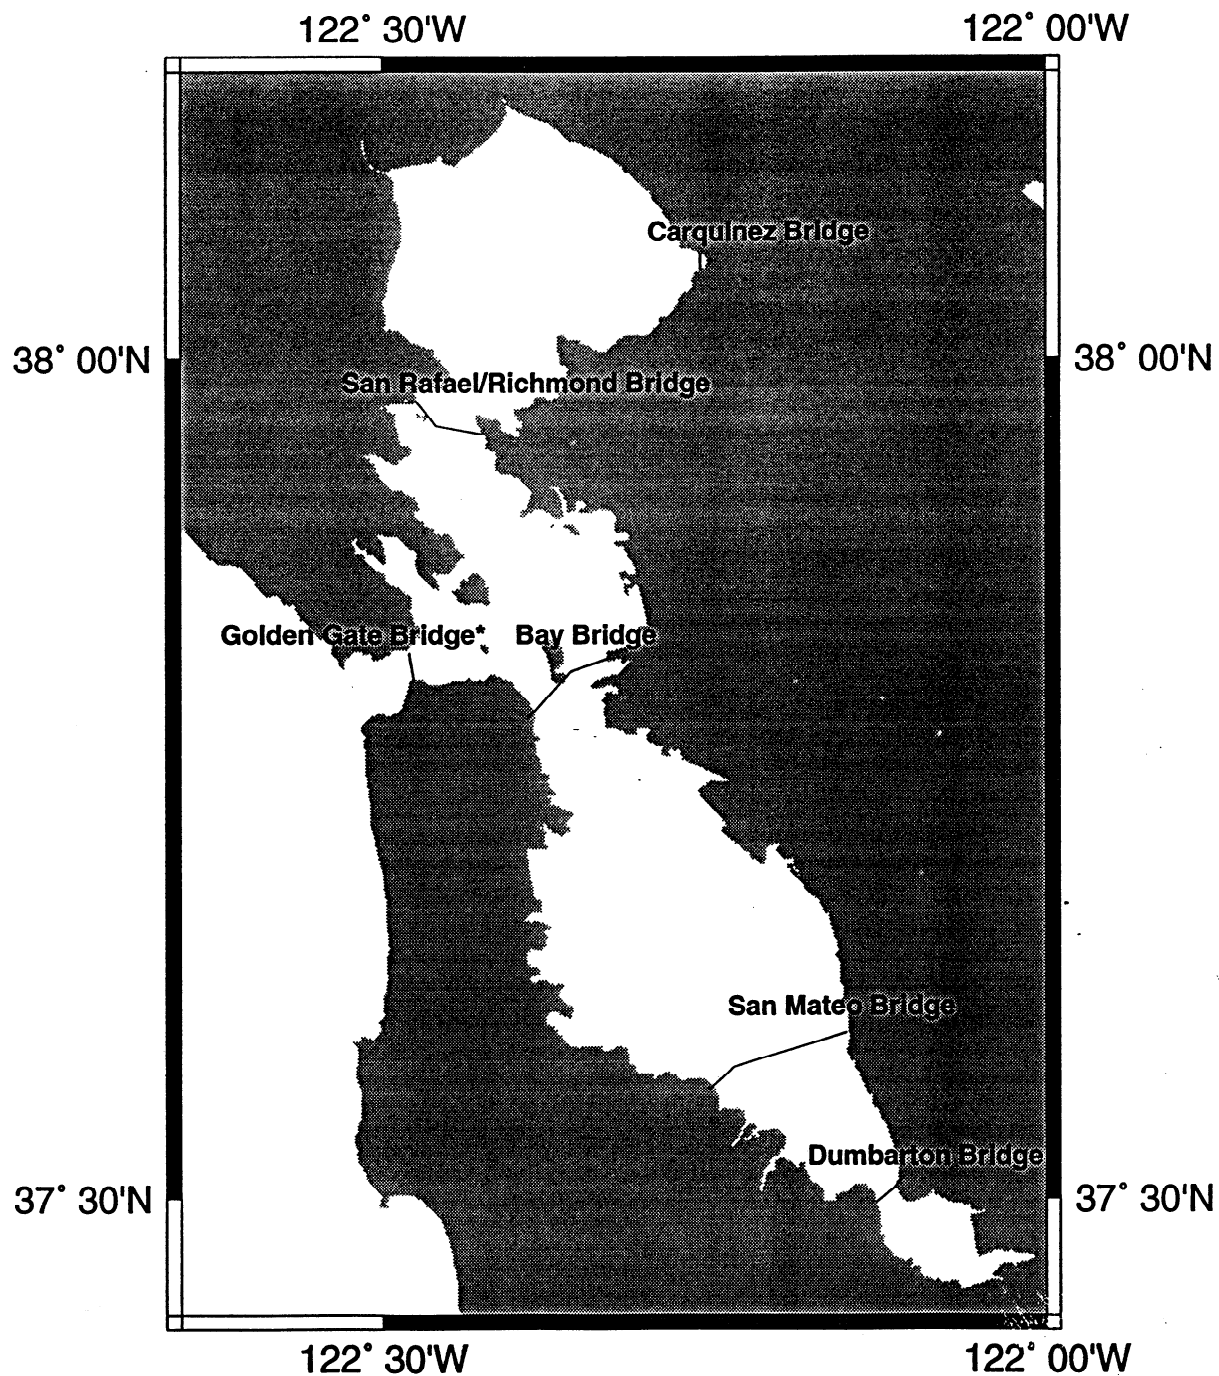 122° 30'W
122° 00'W
Carquinez Bridge
38° 00'N
38° 00'N
San Rafael/Richmond Bridge
Golden Gate Bridge*
Bay Bridge
San Mateo Bridge
Dumbarton Bridge
37° 30'N
37° 30'N
122° 30'W
122° 00'W